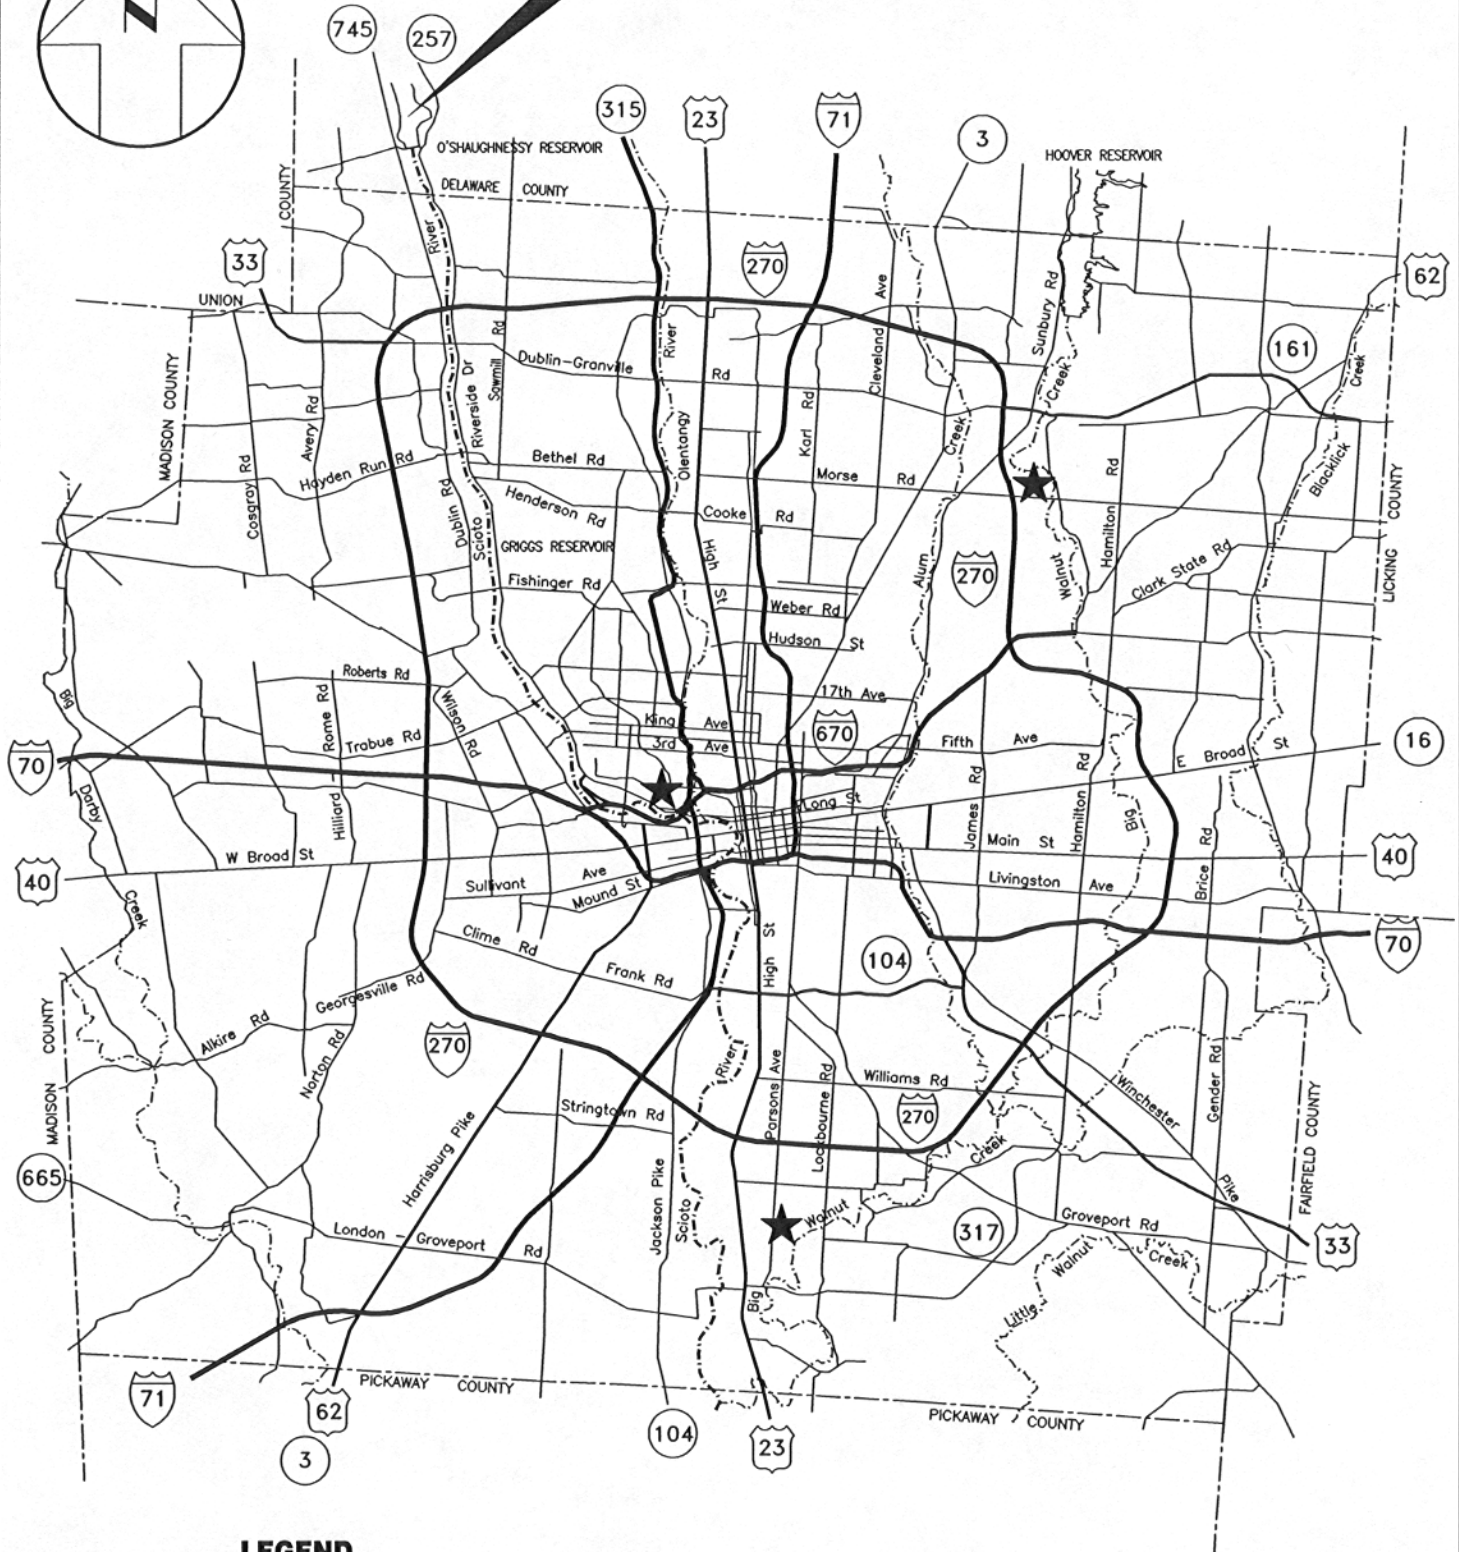 N
745
257
315
23
71
3
O'SHAUGHNESSY RESERVOIR
HOOVER RESERVOIR
DELAWARE COUNTY
COUNTY
River
33
270
62
UNION
Ave
Sunbury Rd
161
River
Rd
Dublin-Granville
Rd
Cleveland
Creek
Creek
MADISON COUNTY
Riverside Dr
Sawmill
Avery Rd
Karl Rd
Olentangy
Creek
Hayden Run Rd
Bethel Rd
Morse Rd
Rd
Blacklick
Cosgray Rd
Dublin Rd
Henderson Rd
Cooke Rd
Hamilton
COUNTY
Scioto
GRIGGS RESERVOIR
High St
Alum
270
Walnut
Clark State Rd
LICKING
Fishinger Rd
Weber Rd
Hudson St
Roberts Rd
17th Ave
Big
Rome Rd
Wilson Rd
King Ave
670
Trabue Rd
3rd Ave
Fifth Ave
16
E Broad St
70
Darby
Hilliard
Long St
James Rd
Hamilton Rd
Big
Main St
Brice Rd
W Broad St
40
40
Sullivant Ave
Mound St
Livingston Ave
Creek
Clime Rd
High St
70
104
Frank Rd
Georgesville Rd
COUNTY
Alkire Rd
270
Norton Rd
River
Parsons Ave
Lockbourne Rd
Williams Rd
Winchester
Gender Rd
MADISON
Stringtown Rd
270
FAIRFIELD COUNTY
Harrisburg Pike
Creek
665
Jackson Pike
Scioto
Pike
Walnut
Groveport Rd
London - Groveport Rd
317
33
Walnut
Creek
Big
Little
71
62
PICKAWAY COUNTY
PICKAWAY COUNTY
3
104
23
LEGEND